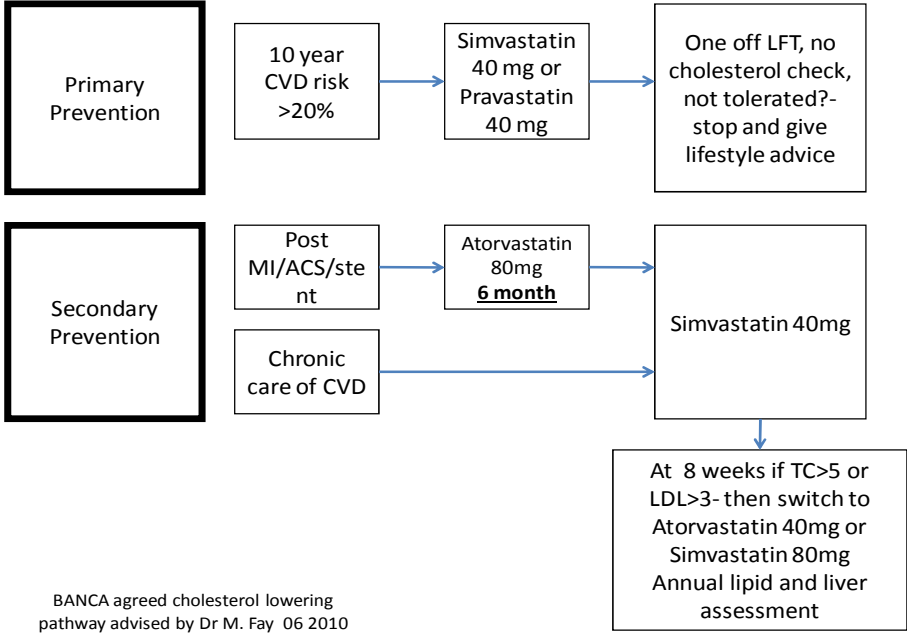 Primary
Prevention
10 year
CVD risk
>20%
Simvastatin
40 mg or
Pravastatin
40 mg
One off LFT, no
cholesterol check,
not tolerated?-
stop and give
lifestyle advice
Secondary
Prevention
Post
MI/ACS/ste
nt
Atorvastatin
80mg
6 month
Chronic
care of CVD
Simvastatin 40mg
At 8 weeks if TC>5 or
LDL>3- then switch to
Atorvastatin 40mg or
Simvastatin 80mg
Annual lipid and liver
assessment
BANCA agreed cholesterol lowering
pathway advised by Dr M. Fay 06 2010